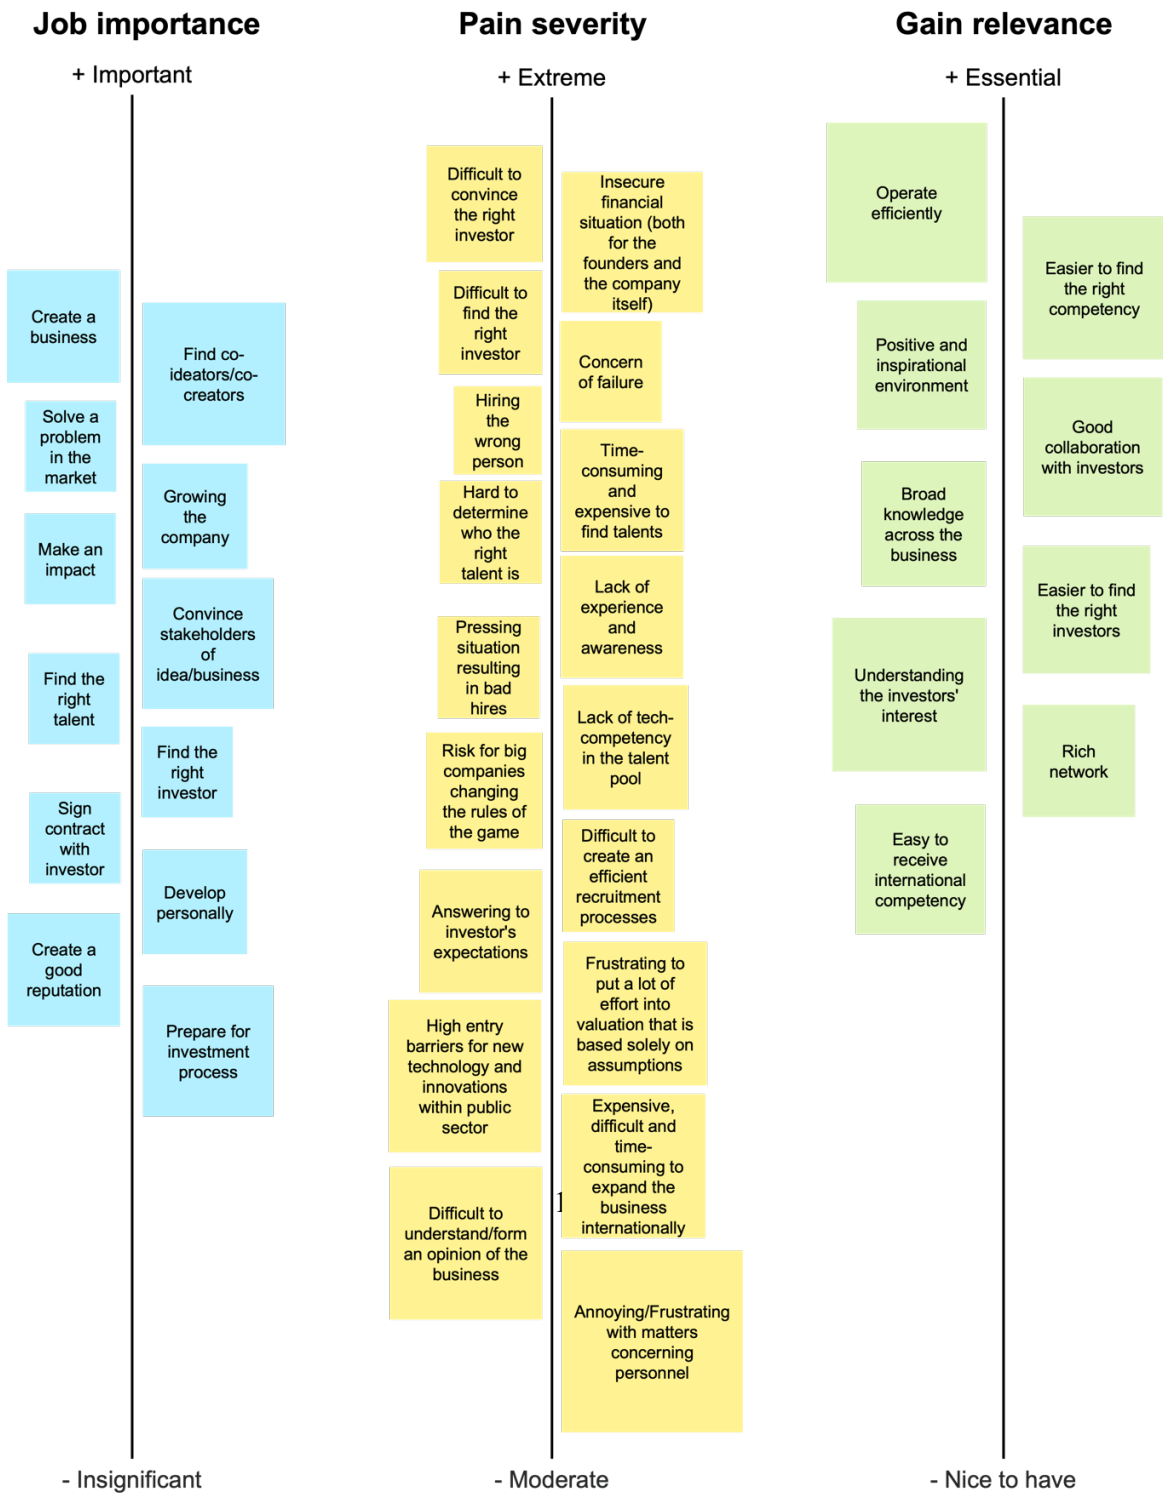 Job importance
+ Important
Create a
business
Find co-
ideators/co-
creators
Solve a
problem
in the
market
Growing
the
company
Make an
impact
Convince
stakeholders
of
idea/business
Find the
right
talent
Find the
right
investor
Sign
contract
with
investor
Develop
personally
Create a
good
reputation
Prepare for
investment
process
- Insignificant
Pain severity
+ Extreme
Difficult to
convince
the right
investor
Insecure
financial
situation (both
for the
founders and
the company
itself)
Difficult to
find the
right
investor
Concern
of failure
Hiring
the
wrong
person
Time-
consuming
and
expensive to
find talents
Hard to
determine
who the
right
talent is
Lack of
experience
and
awareness
Pressing
situation
resulting
in bad
hires
Lack of tech-
competency
in the talent
pool
Risk for big
companies
changing
the rules of
the game
Difficult to
create an
efficient
recruitment
processes
Answering to
investor's
expectations
Frustrating to
put a lot of
effort into
valuation that is
based solely on
assumptions
High entry
barriers for new
technology and
innovations
within public
sector
Expensive,
difficult and
time-
consuming to
expand the
business
internationally
1
Difficult to
understand/form
an opinion of the
business
Annoying/Frustrating
with matters
concerning
personnel
- Moderate
Gain relevance
+ Essential
Operate
efficiently
Easier to find
the right
competency
Positive and
inspirational
environment
Good
collaboration
with investors
Broad
knowledge
across the
business
Easier to find
the right
investors
Understanding
the investors'
interest
Rich
network
Easy to
receive
international
competency
- Nice to have